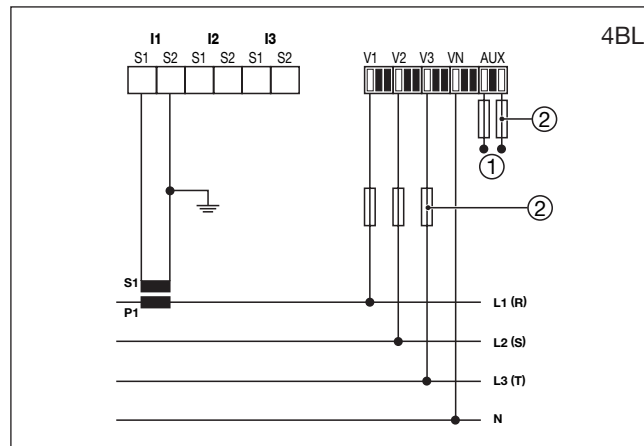 4BL
I1 I2 I3
S1 S2 S1 S2 S1 S2
V1 V2 V3 VN AUX
2
1
2
S1
P1
L1 (R)
L2 (S)
L3 (T)
N